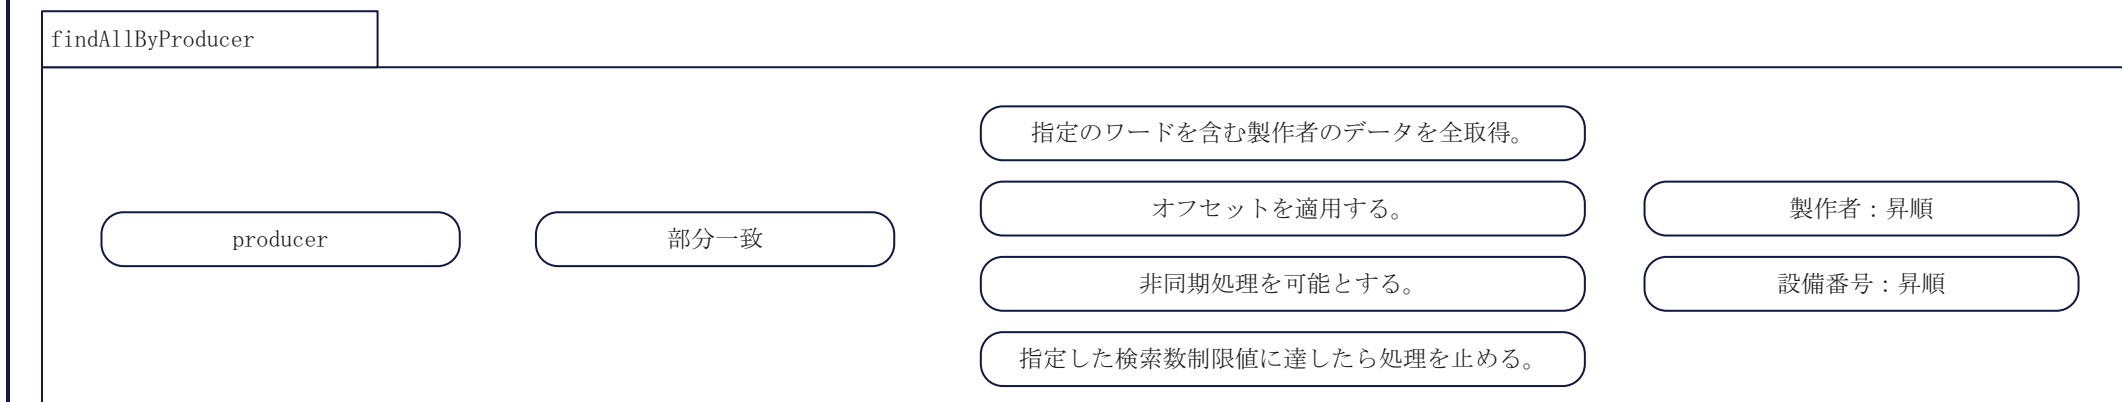 findAllByProducer
producer
部分一致
指定のワードを含む製作者のデータを全取得。
オフセットを適用する。
非同期処理を可能とする。
指定した検索数制限値に達したら処理を止める。
製作者：昇順
設備番号：昇順